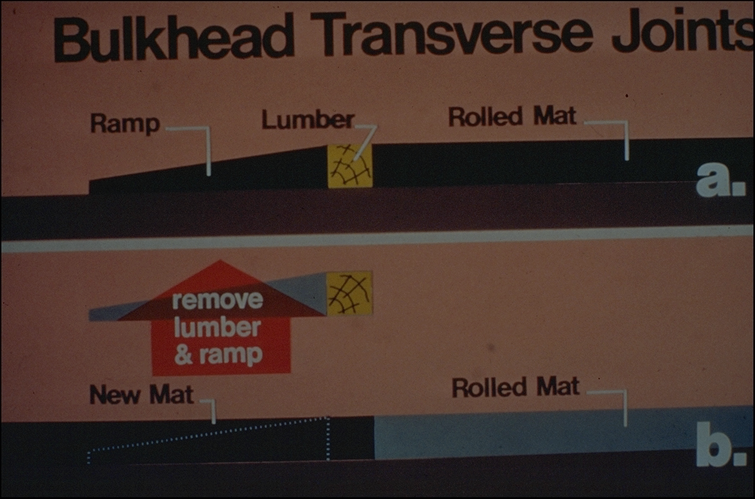 Bulkhead Transverse Joints
Ramp
Lumber
Rolled Mat
a.
remove
lumber
& ramp
New Mat
Rolled Mat
b.